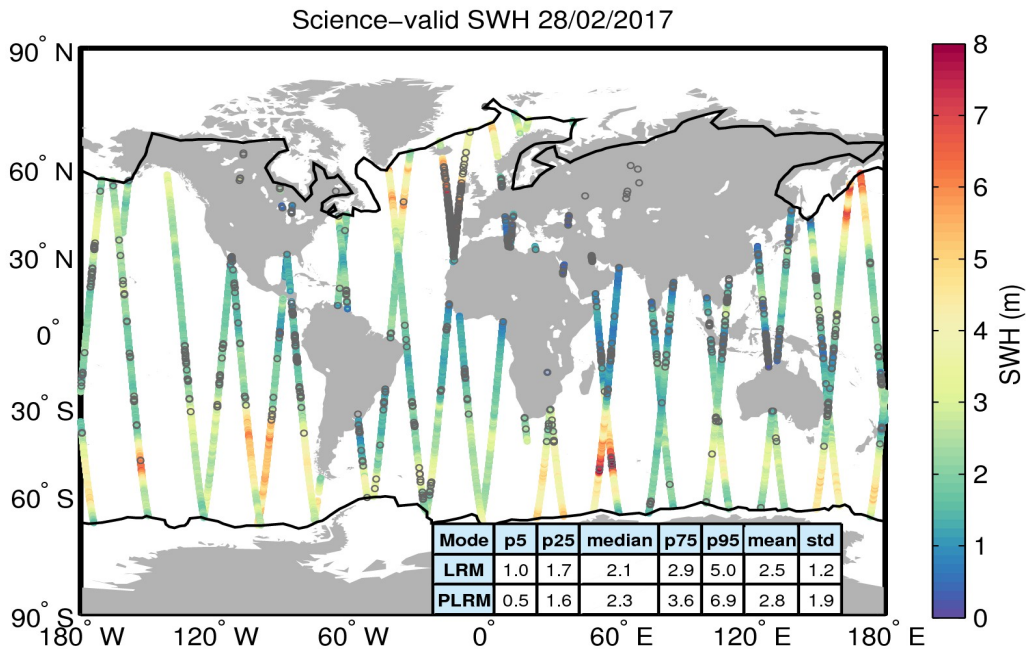 Science−valid SWH 28/02/2017
90° N
60° N
30° N
0°
30° S
60° S
90° S
180° W
120° W
60° W
0°
60° E
120° E
180° E
8
7
6
5
4
3
2
1
0
SWH (m)
Mode p5 p25 median p75 p95 mean std
LRM 1.0 1.7 2.1 2.9 5.0 2.5 1.2
PLRM 0.5 1.6 2.3 3.6 6.9 2.8 1.9